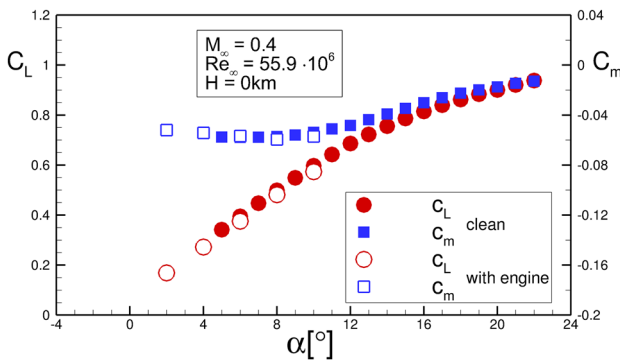 1.2
1
0.8
0.6
0.4
0.2
0
C_L
M∞ = 0.4
Re∞ = 55.9 ·10⁶
H = 0km
0.04
0
-0.04
-0.08
-0.12
-0.16
-0.2
C_m
C_L
C_m clean
C_L
C_m with engine
-4 0 4 8 12 16 20 24
α[°]